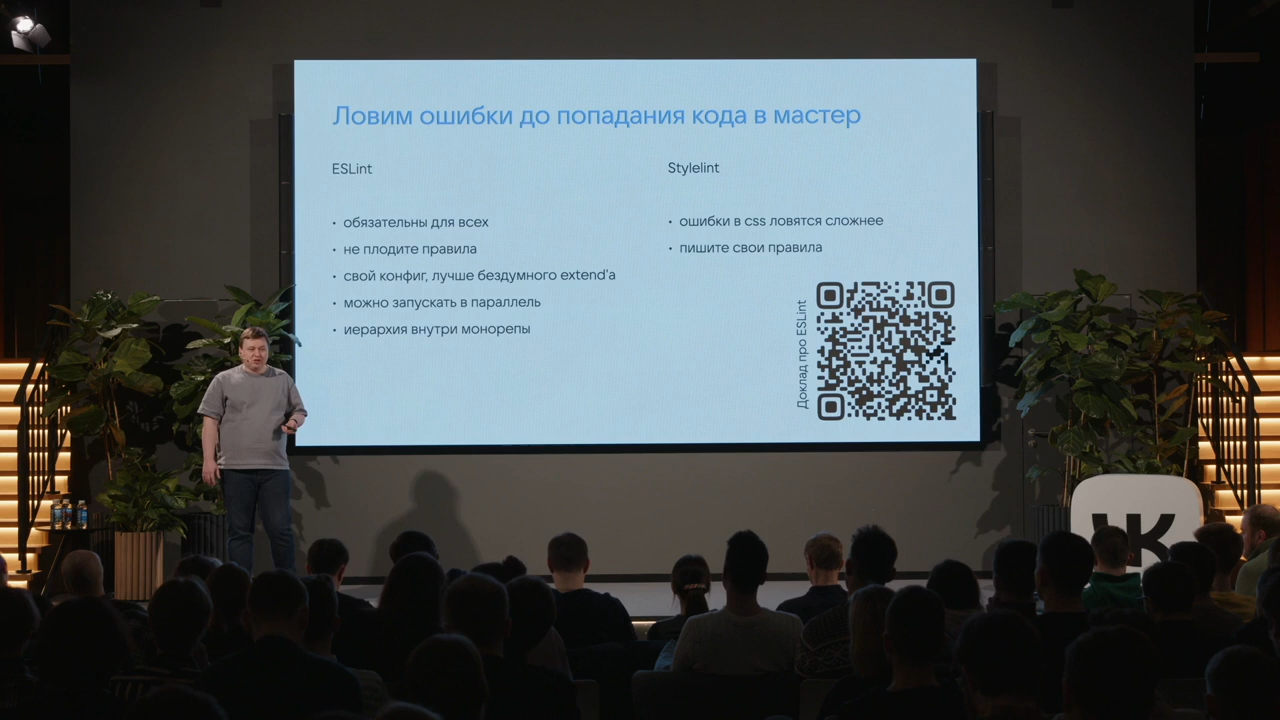 Ловим ошибки до попадания кода в мастер
ESLint
• обязательны для всех
• не плодите правила
• свой конфиг, лучше бездумного extend'а
• можно запускать в параллель
• иерархия внутри монорепы
Stylelint
• ошибки в css ловятся сложнее
• пишите свои правила
Доклад про ESLint